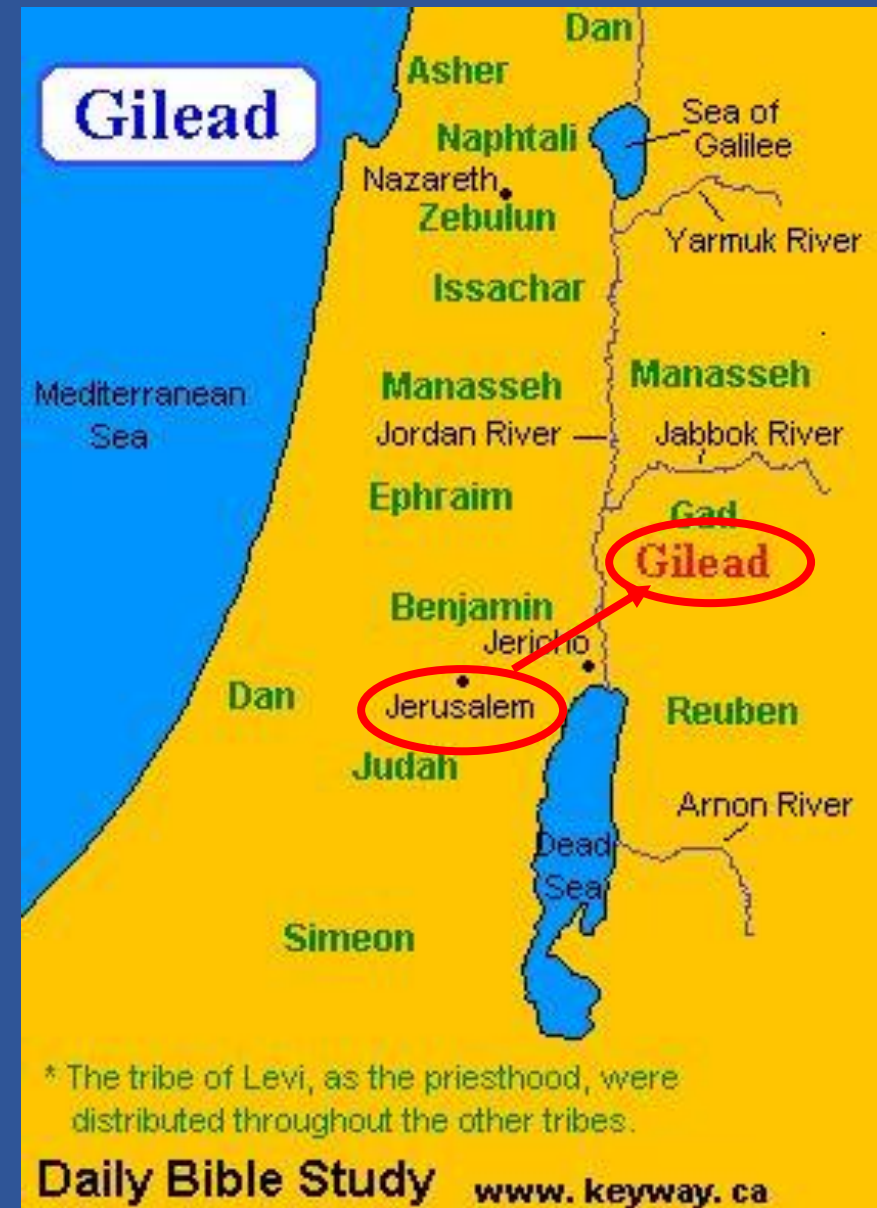 Dan
Asher
Gilead
Sea of
Galilee
Naphtali
Nazareth
Zebulun
Yarmuk River
Issachar
Manasseh
Manasseh
Mediterranean
Sea
Jordan River
Jabbok River
Ephraim
Gad
Gilead
Benjamin
Jericho
Dan
Jerusalem
Reuben
Judah
Arnon River
Dead
Sea
Simeon
* The tribe of Levi, as the priesthood, were
distributed throughout the other tribes.
Daily Bible Study www. keyway. ca